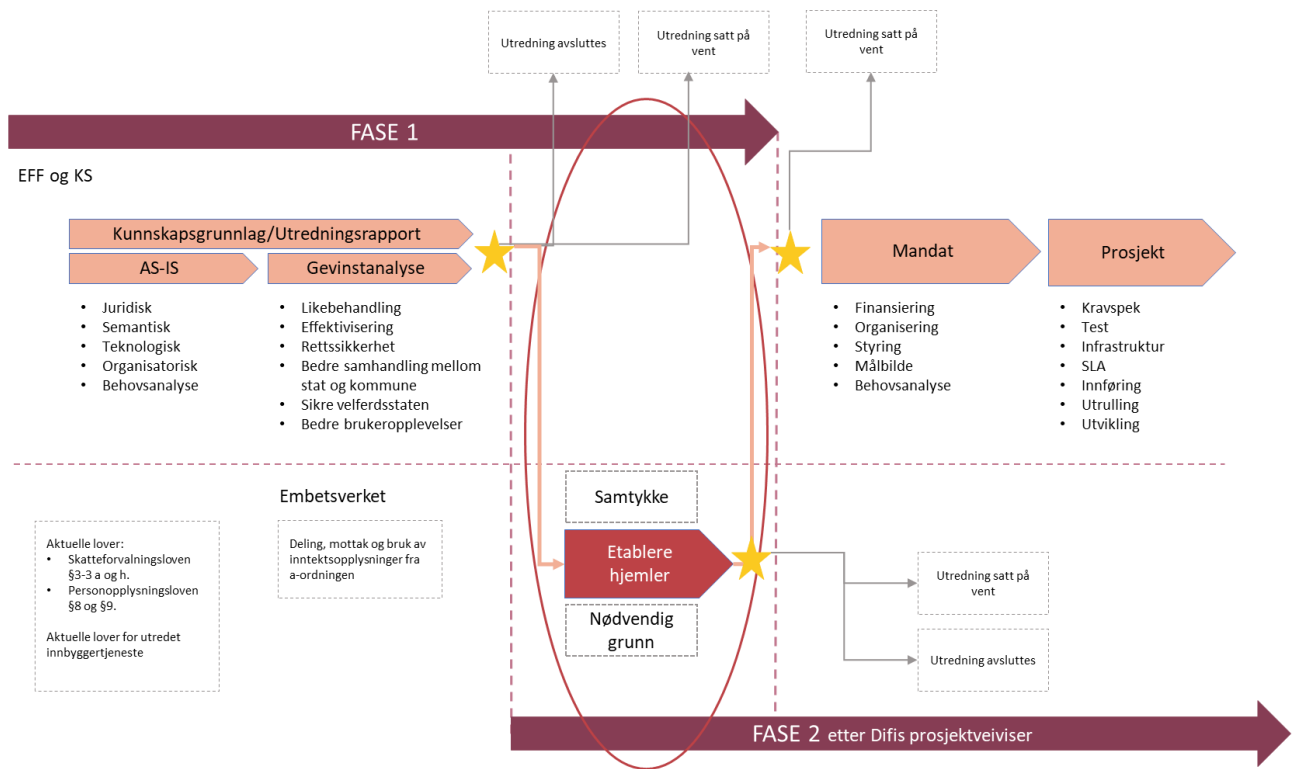 Utredning avsluttes
Utredning satt på
vent
Utredning satt på
vent
FASE 1
EFF og KS
Kunnskapsgrunnlag/Utredningsrapport
AS-IS
Gevinstanalyse
Mandat
Prosjekt
• Juridisk
• Semantisk
• Teknologisk
• Organisatorisk
• Behovsanalyse
• Likebehandling
• Effektivisering
• Rettssikkerhet
• Bedre samhandling mellom
stat og kommune
• Sikre velferdsstaten
• Bedre brukeropplevelser
• Finansiering
• Organisering
• Styring
• Målbilde
• Behovsanalyse
• Kravspek
• Test
• Infrastruktur
• SLA
• Innføring
• Utrulling
• Utvikling
Embetsverket
Aktuelle lover:
• Skatteforvalningsloven
§3-3 a og h.
• Personopplysningsloven
§8 og §9.
Aktuelle lover for utredet
innbyggertjeneste
Deling, mottak og bruk av
inntektsopplysninger fra
a-ordningen
Samtykke
Etablere
hjemler
Nødvendig
grunn
Utredning satt på
vent
Utredning avsluttes
FASE 2 etter Difis prosjektveiviser